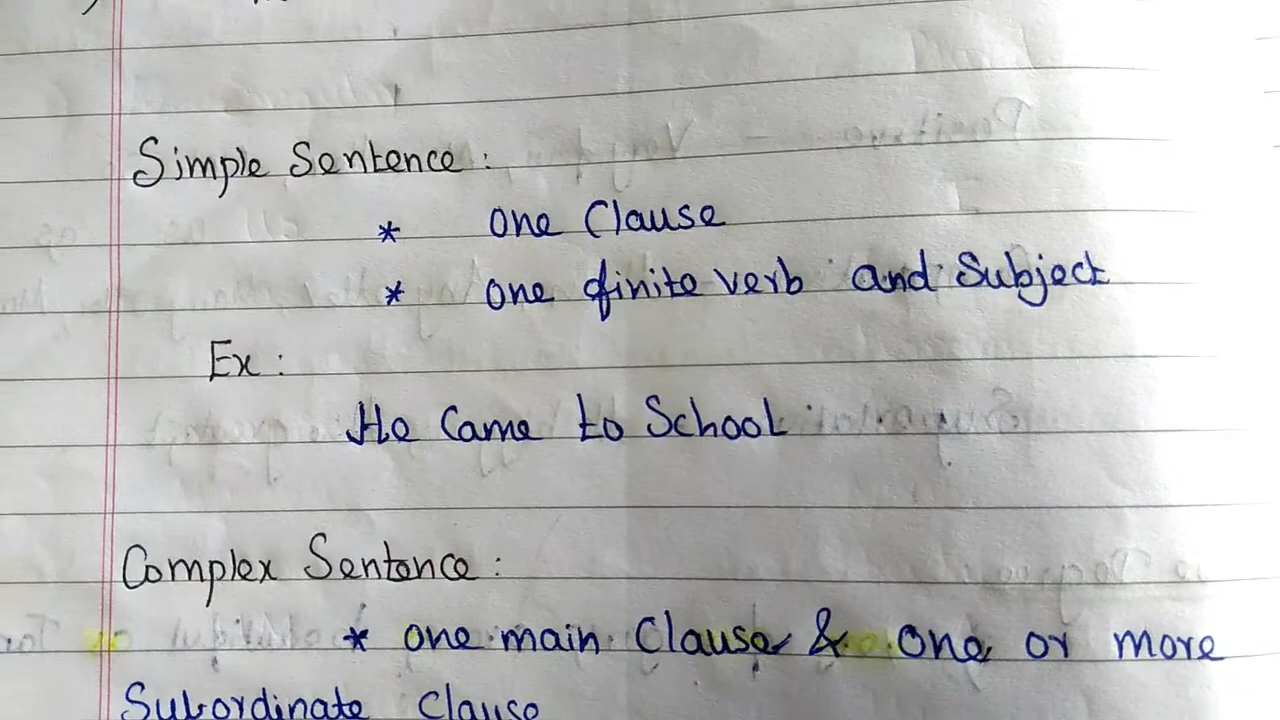 Simple Sentence :
* One Clause
* One finite verb and Subject
Ex :
He Came to School
Complex Sentence :
* One main Clause & One or more
Subordinate Clause